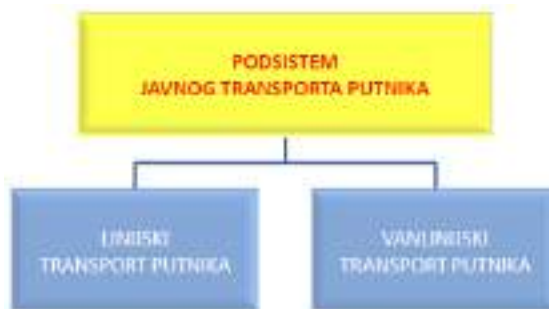 PODSISTEM
JAVNOG TRANSPORTA PUTNIKA
LINIJSKI
TRANSPORT PUTNIKA
VANLINIJSKI
TRANSPORT PUTNIKA